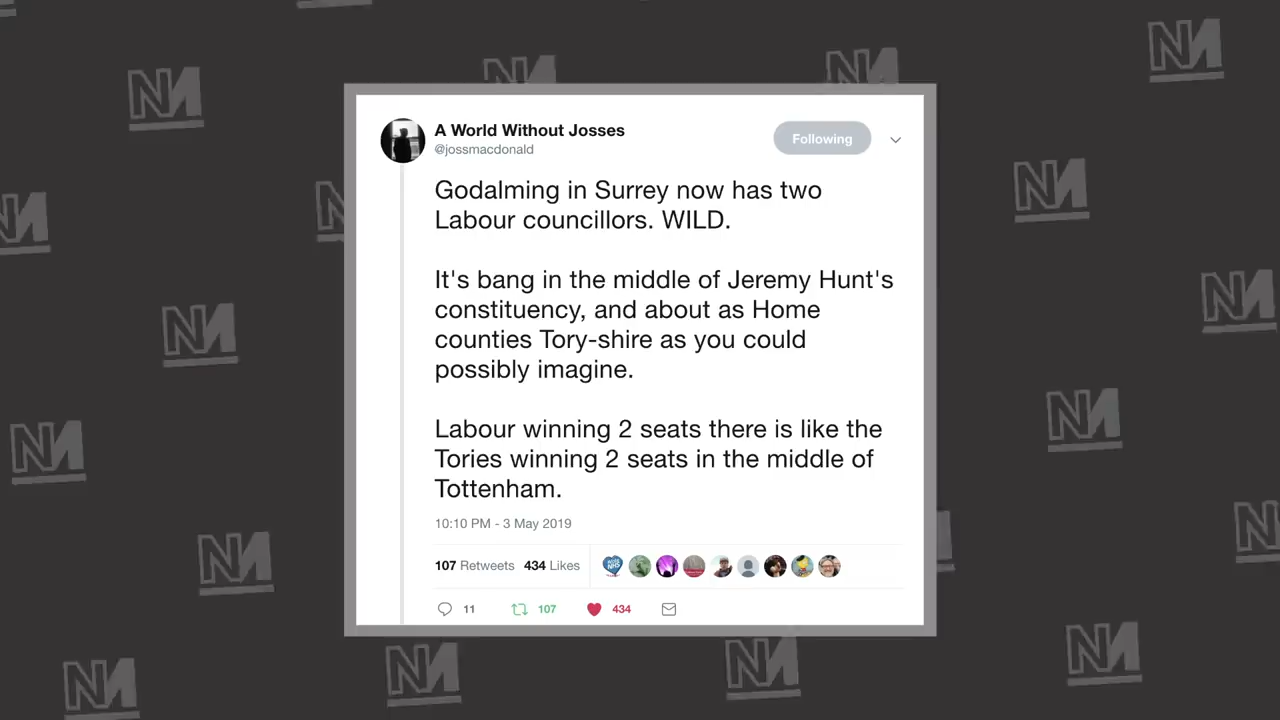 A World Without Josses
@jossmacdonald
Following
Godalming in Surrey now has two
Labour councillors. WILD.
It's bang in the middle of Jeremy Hunt's
constituency, and about as Home
counties Tory-shire as you could
possibly imagine.
Labour winning 2 seats there is like the
Tories winning 2 seats in the middle of
Tottenham.
10:10 PM - 3 May 2019
107 Retweets 434 Likes
11 107 434